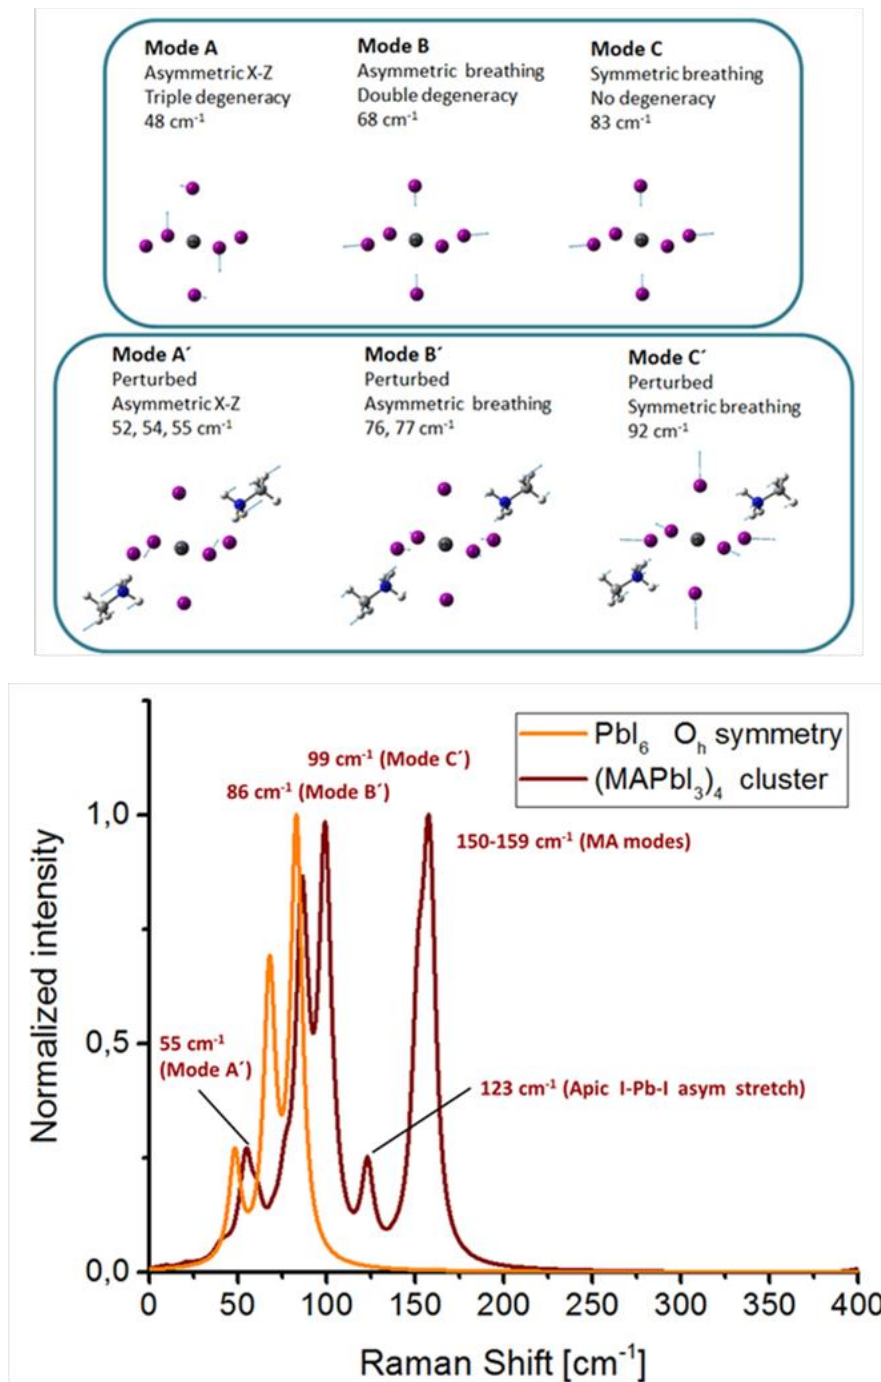 Mode A
Asymmetric X-Z
Triple degeneracy
48 cm⁻¹
Mode B
Asymmetric breathing
Double degeneracy
68 cm⁻¹
Mode C
Symmetric breathing
No degeneracy
83 cm⁻¹
Mode A´
Perturbed
Asymmetric X-Z
52, 54, 55 cm⁻¹
Mode B´
Perturbed
Asymmetric breathing
76, 77 cm⁻¹
Mode C´
Perturbed
Symmetric breathing
92 cm⁻¹
PbI₆ Oₕ symmetry
(MAPbI₃)₄ cluster
99 cm⁻¹ (Mode C´)
86 cm⁻¹ (Mode B´)
150-159 cm⁻¹ (MA modes)
55 cm⁻¹
(Mode A´)
123 cm⁻¹ (Apic I-Pb-I asym stretch)
Normalized intensity
1,0
0,5
0,0
0 50 100 150 200 250 300 350 400
Raman Shift [cm⁻¹]